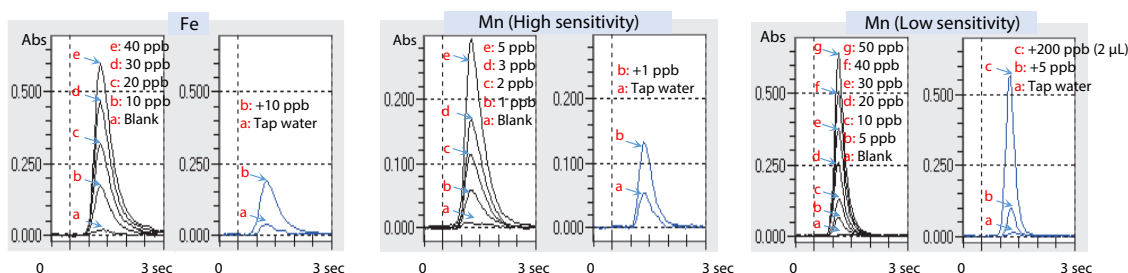 Fe
Abs
0.500
0.250
0.000
e: 40 ppb
d: 30 ppb
c: 20 ppb
b: 10 ppb
a: Blank
e
d
c
b
a
0
3 sec
0.500
0.250
0.000
b: +10 ppb
a: Tap water
b
a
0
3 sec
Mn (High sensitivity)
Abs
0.200
0.100
0.000
e: 5 ppb
d: 3 ppb
c: 2 ppb
b: 1 ppb
a: Blank
e
d
c
b
a
0
3 sec
0.200
0.100
0.000
b: +1 ppb
a: Tap water
b
a
0
3 sec
Mn (Low sensitivity)
Abs
0.500
0.250
0.000
g: 50 ppb
f: 40 ppb
e: 30 ppb
d: 20 ppb
c: 10 ppb
b: 5 ppb
a: Blank
g
f
e
d
c
b
a
0
3 sec
0.500
0.250
0.000
c: +200 ppb (2 µL)
b: +5 ppb
a: Tap water
c
b
a
0
3 sec